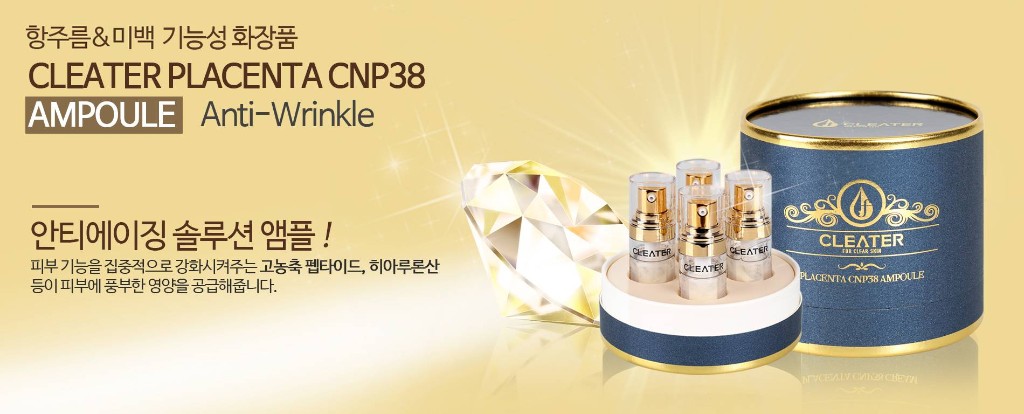 항주름&미백 기능성 화장품
CLEATER PLACENTA CNP38
AMPOULE Anti-Wrinkle
안티에이징 솔루션 앰플 !
피부 기능을 집중적으로 강화시켜주는 고농축 펩타이드, 히아루론산
등이 피부에 풍부한 영양을 공급해줍니다.
CLEATER
CLEATER
CLEATER
CLEATER
CLEATER
FOR CLEAR SKIN
PLACENTA CNP38 AMPOULE